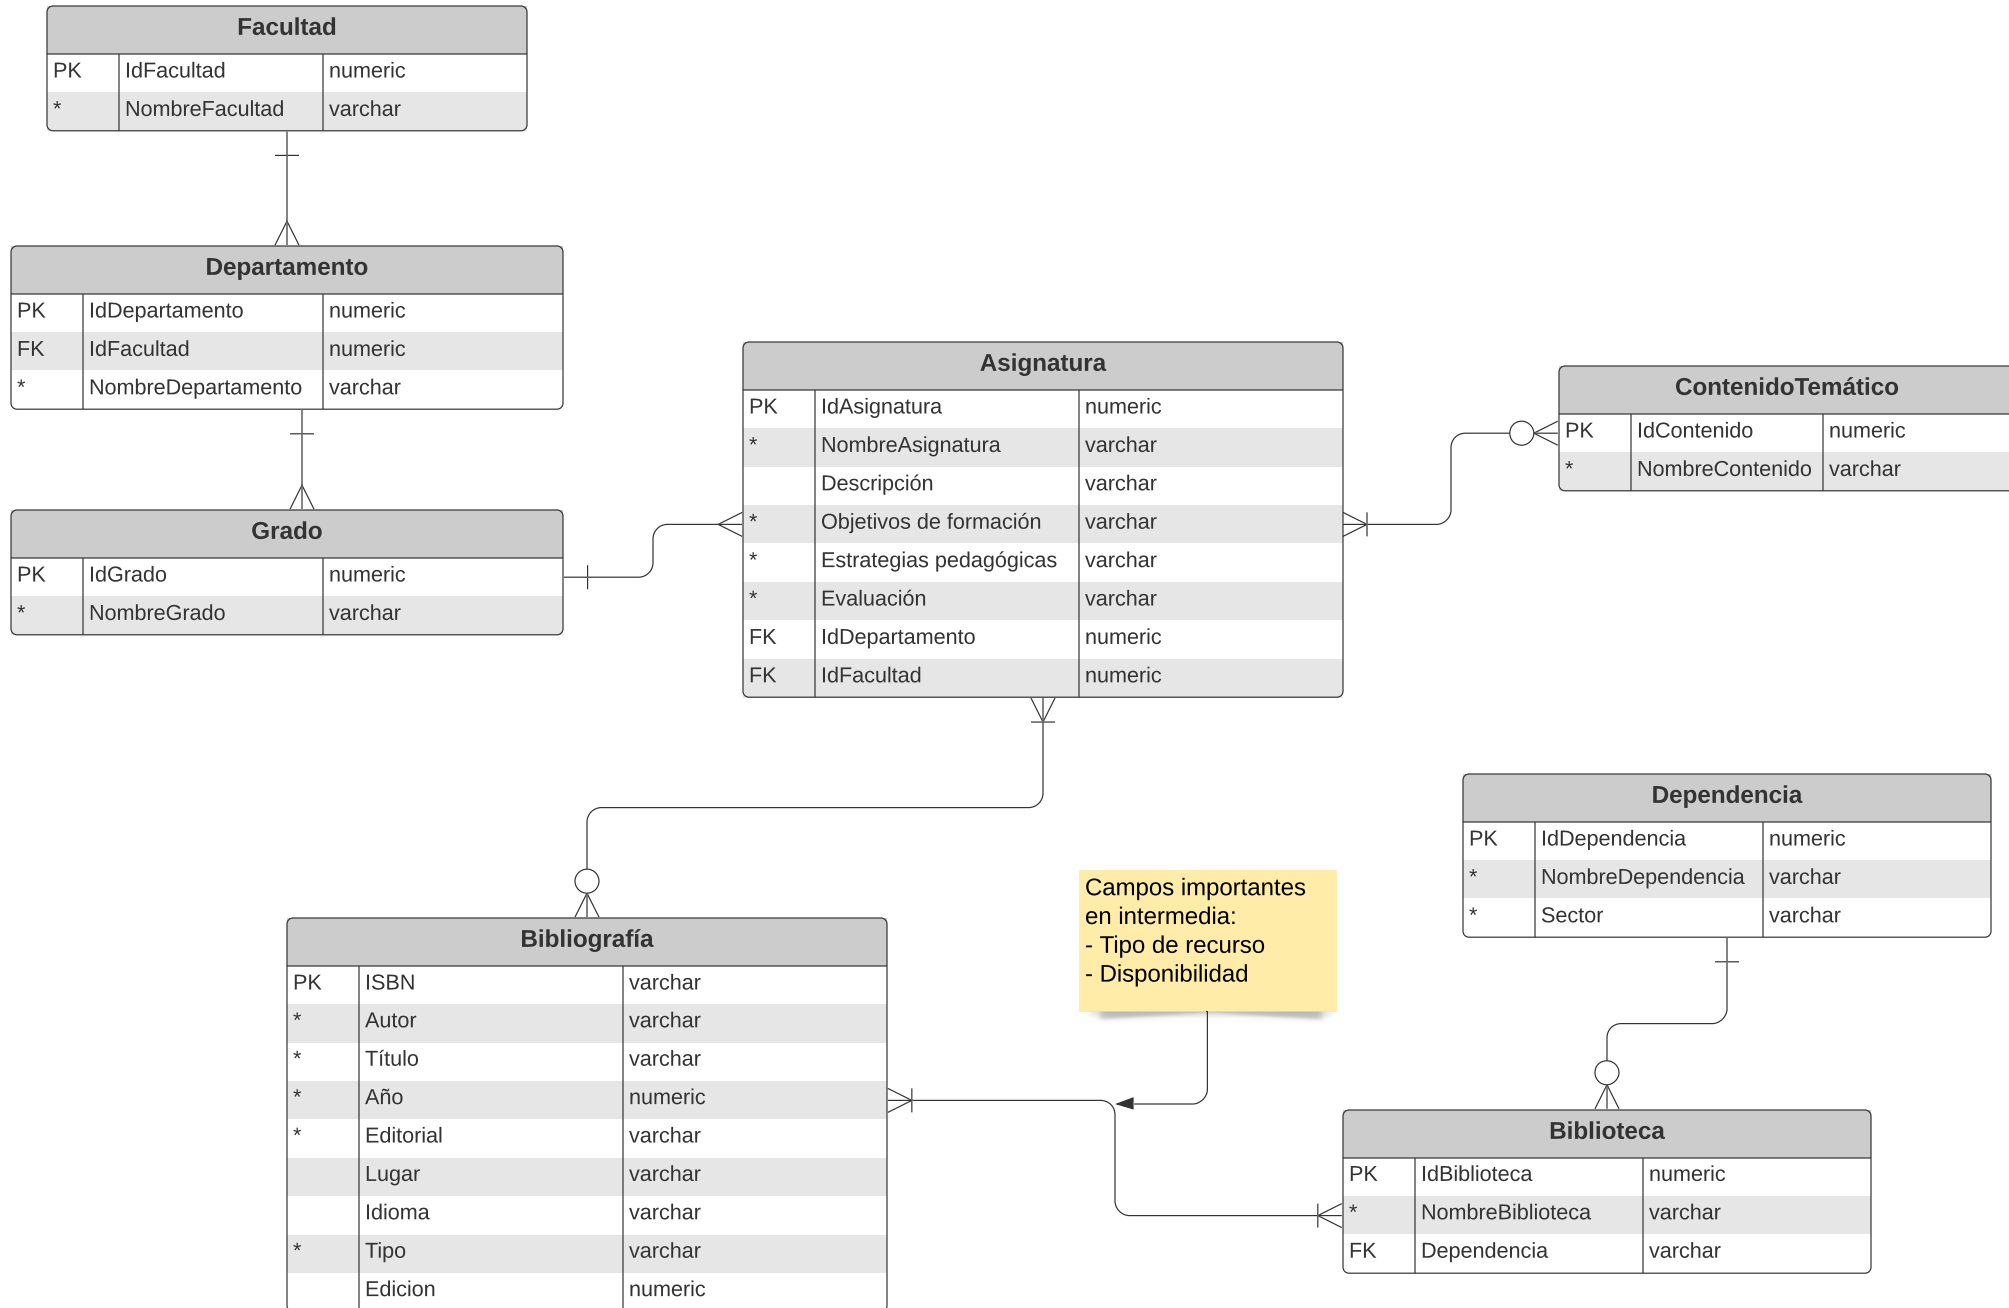 Facultad
PK IdFacultad numeric
* NombreFacultad varchar
Departamento
PK IdDepartamento numeric
FK IdFacultad numeric
* NombreDepartamento varchar
Grado
PK IdGrado numeric
* NombreGrado varchar
Asignatura
PK IdAsignatura numeric
* NombreAsignatura varchar
Descripción varchar
* Objetivos de formación varchar
* Estrategias pedagógicas varchar
* Evaluación varchar
FK IdDepartamento numeric
FK IdFacultad numeric
ContenidoTemático
PK IdContenido numeric
* NombreContenido varchar
Dependencia
PK IdDependencia numeric
* NombreDependencia varchar
* Sector varchar
Campos importantes
en intermedia:
- Tipo de recurso
- Disponibilidad
Bibliografía
PK ISBN varchar
* Autor varchar
* Título varchar
* Año numeric
* Editorial varchar
Lugar varchar
Idioma varchar
* Tipo varchar
Edicion numeric
Biblioteca
PK IdBiblioteca numeric
* NombreBiblioteca varchar
FK Dependencia varchar